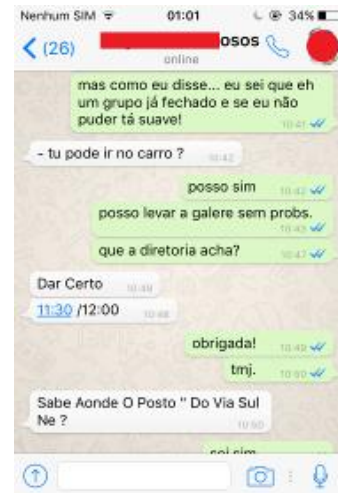 Nenhum SIM 01:01 34%
(26) osos
online
mas como eu disse... eu sei que eh
um grupo já fechado e se eu não
puder tá suave!
10:41
- tu pode ir no carro ? 10:42
posso sim 10:42
posso levar a galere sem probs.
10:43
que a diretoria acha? 10:47
Dar Certo 10:48
11:30 /12:00 10:48
obrigada! 10:49
tmj. 10:50
Sabe Aonde O Posto " Do Via Sul
Ne ? 10:50
sei sim